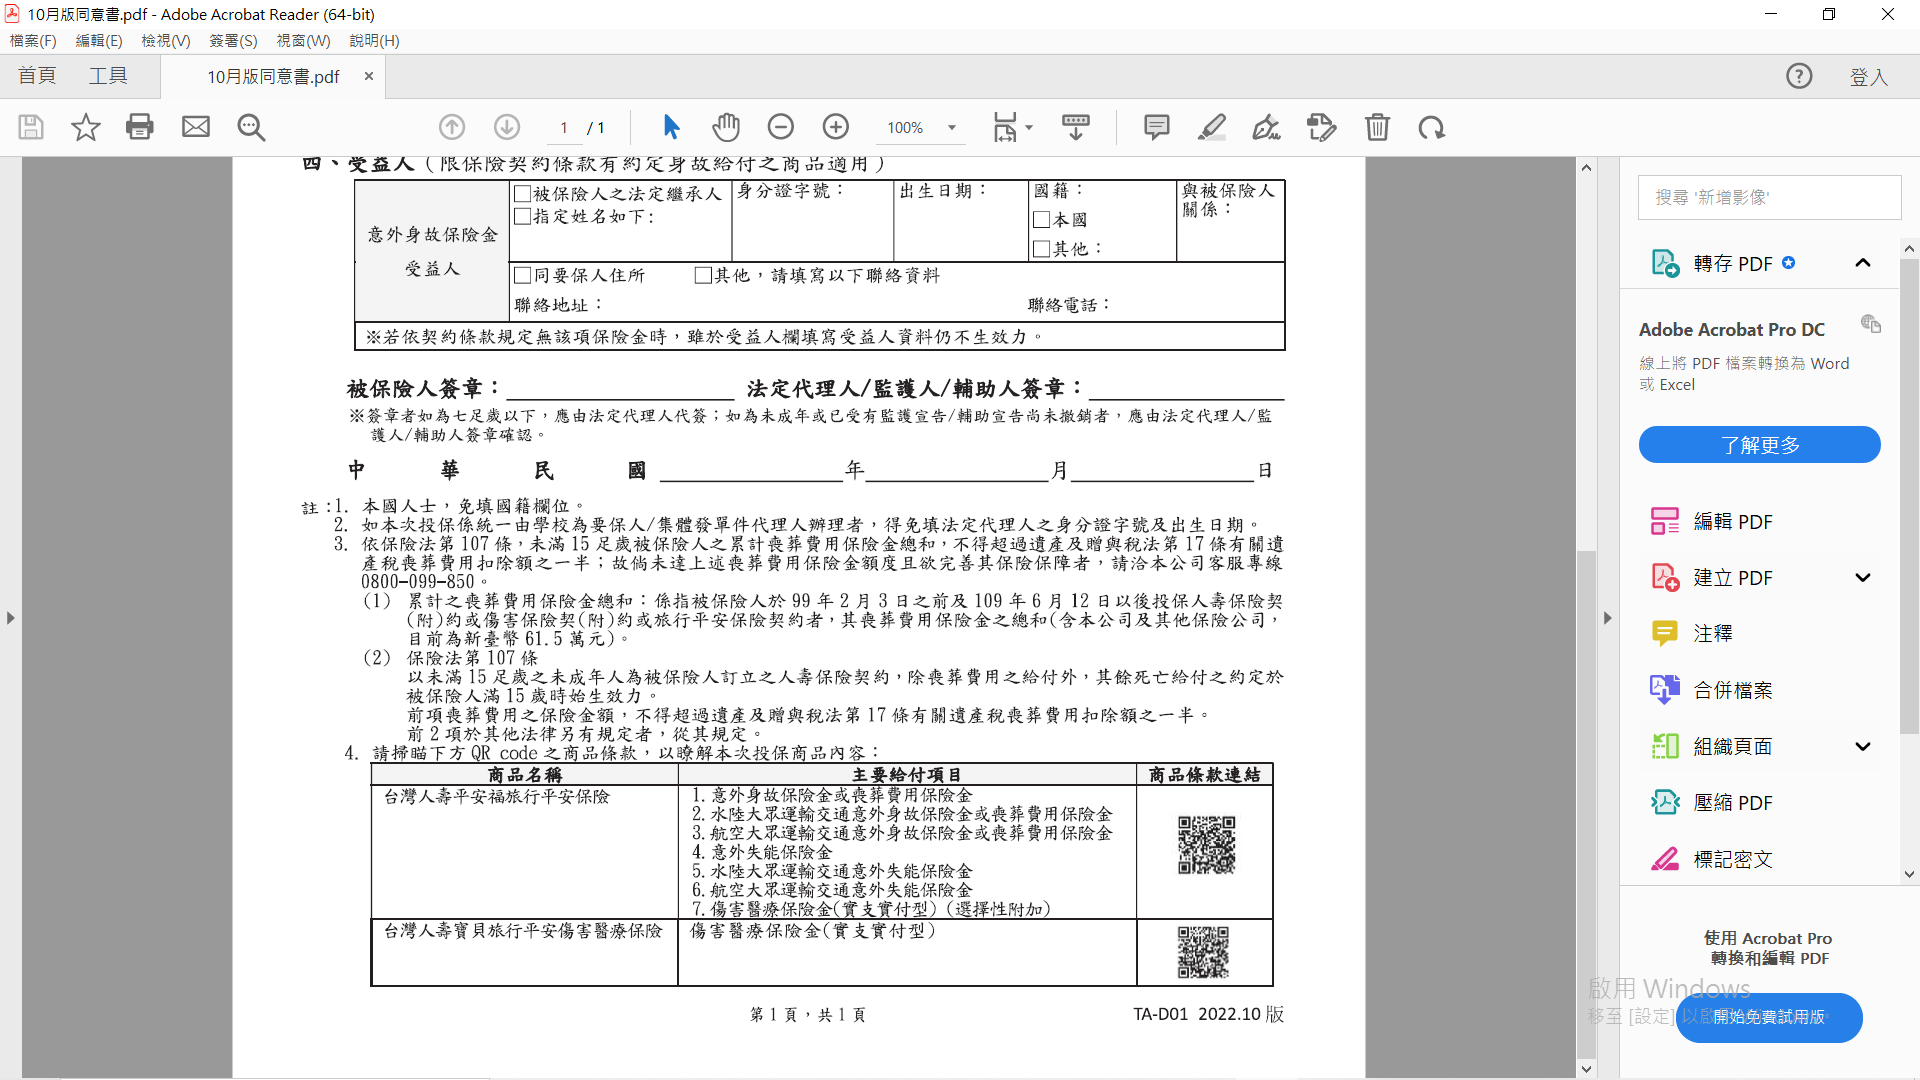 10月版同意書.pdf - Adobe Acrobat Reader (64-bit)
檔案(F) 編輯(E) 檢視(V) 簽署(S) 視窗(W) 說明(H)
首頁 工具 10月版同意書.pdf × ? 登入
1 / 1 100%
四、受益人(限保險契約條款有約定身故給付之商品適用)
意外身故保險金
受益人
□被保險人之法定繼承人
□指定姓名如下:
身分證字號：
出生日期：
國籍：
□本國
□其他：
與被保險人
關係：
□同要保人住所 □其他，請填寫以下聯絡資料
聯絡地址： 聯絡電話：
※若依契約條款規定無該項保險金時，雖於受益人欄填寫受益人資料仍不生效力。
被保險人簽章： 法定代理人/監護人/輔助人簽章：
※簽章者如為七足歲以下，應由法定代理人代簽；如為未成年或已受有監護宣告/輔助宣告尚未撤銷者，應由法定代理人/監
護人/輔助人簽章確認。
中 華 民 國 年 月 日
註：1. 本國人士，免填國籍欄位。
2. 如本次投保係統一由學校為要保人/集體發單件代理人辦理者，得免填法定代理人之身分證字號及出生日期。
3. 依保險法第 107 條，未滿 15 足歲被保險人之累計喪葬費用保險金總和，不得超過遺產及贈與稅法第 17 條有關遺
產稅喪葬費用扣除額之一半；故倘未達上述喪葬費用保險金額度且欲完善其保險保障者，請洽本公司客服專線
0800-099-850。
(1) 累計之喪葬費用保險金總和：係指被保險人於 99 年 2 月 3 日之前及 109 年 6 月 12 日以後投保人壽保險契
(附)約或傷害保險契(附)約或旅行平安保險契約者，其喪葬費用保險金之總和(含本公司及其他保險公司，
目前為新臺幣 61.5 萬元)。
(2) 保險法第 107 條
以未滿 15 足歲之未成年人為被保險人訂立之人壽保險契約，除喪葬費用之給付外，其餘死亡給付之約定於
被保險人滿 15 歲時始生效力。
前項喪葬費用之保險金額，不得超過遺產及贈與稅法第 17 條有關遺產稅喪葬費用扣除額之一半。
前 2 項於其他法律另有規定者，從其規定。
4. 請掃瞄下方 QR code 之商品條款，以瞭解本次投保商品內容：
商品名稱 主要給付項目 商品條款連結
台灣人壽平安福旅行平安保險
1.意外身故保險金或喪葬費用保險金
2.水陸大眾運輸交通意外身故保險金或喪葬費用保險金
3.航空大眾運輸交通意外身故保險金或喪葬費用保險金
4.意外失能保險金
5.水陸大眾運輸交通意外失能保險金
6.航空大眾運輸交通意外失能保險金
7.傷害醫療保險金(實支實付型)(選擇性附加)
台灣人壽寶貝旅行平安傷害醫療保險 傷害醫療保險金(實支實付型)
第 1 頁，共 1 頁 TA-D01 2022.10 版
搜尋 '新增影像'
轉存 PDF
Adobe Acrobat Pro DC
線上將 PDF 檔案轉換為 Word
或 Excel
了解更多
編輯 PDF
建立 PDF
注釋
合併檔案
組織頁面
壓縮 PDF
標記密文
使用 Acrobat Pro
轉換和編輯 PDF
啟用 Windows
移至 [設定] 以啟
開始免費試用版